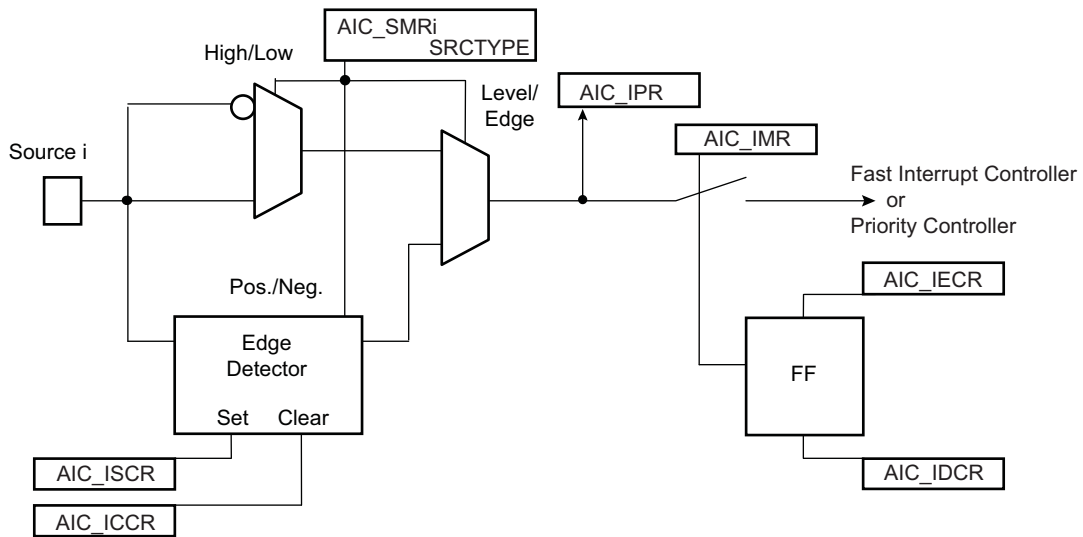 AIC_SMRi
SRCTYPE
High/Low
Level/
Edge
AIC_IPR
AIC_IMR
Source i
Fast Interrupt Controller
or
Priority Controller
Pos./Neg.
AIC_IECR
Edge
Detector
FF
Set Clear
AIC_ISCR
AIC_IDCR
AIC_ICCR